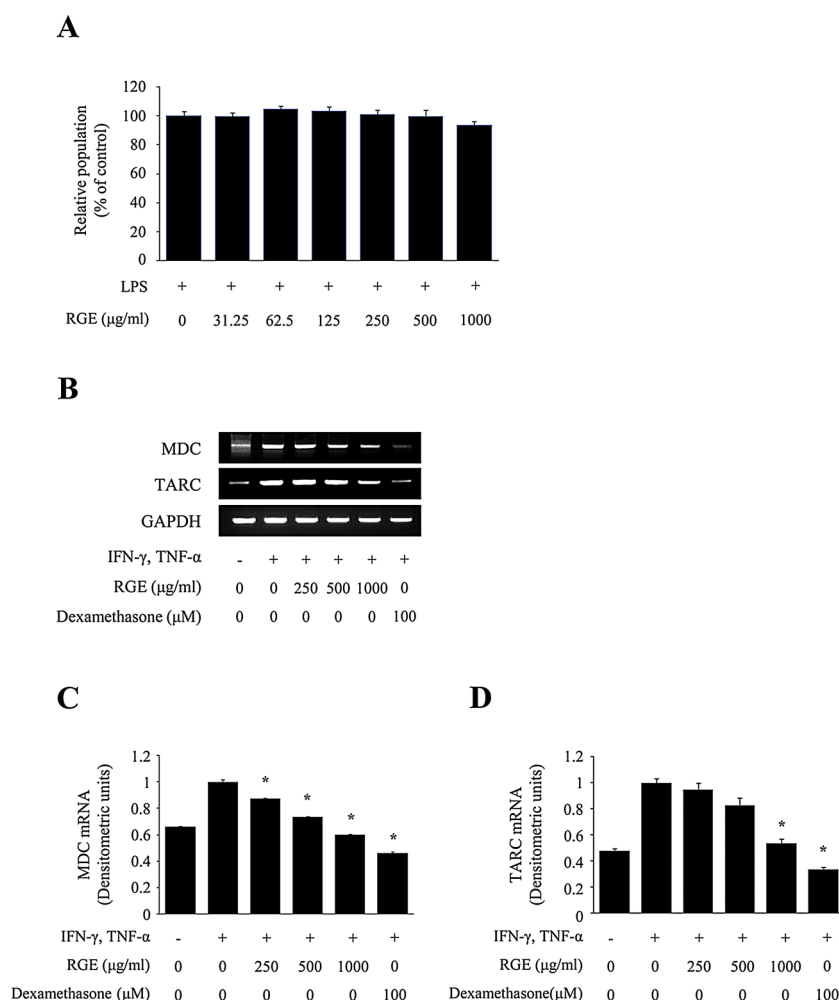 A
120
100
80
60
40
20
0
Relative population
(% of control)
LPS + + + + + + +
RGE (μg/ml) 0 31.25 62.5 125 250 500 1000
B
MDC
TARC
GAPDH
IFN-γ, TNF-α - + + + + +
RGE (μg/ml) 0 0 250 500 1000 0
Dexamethasone (μM) 0 0 0 0 0 100
C
1.2
1
0.8
0.6
0.4
0.2
0
MDC mRNA
(Densitometric units)
* * * *
IFN-γ, TNF-α - + + + + +
RGE (μg/ml) 0 0 250 500 1000 0
Dexamethasone (μM) 0 0 0 0 0 100
D
1.2
1
0.8
0.6
0.4
0.2
0
TARC mRNA
(Densitometric units)
* *
IFN-γ, TNF-α - + + + + +
RGE (μg/ml) 0 0 250 500 1000 0
Dexamethasone(μM) 0 0 0 0 0 100